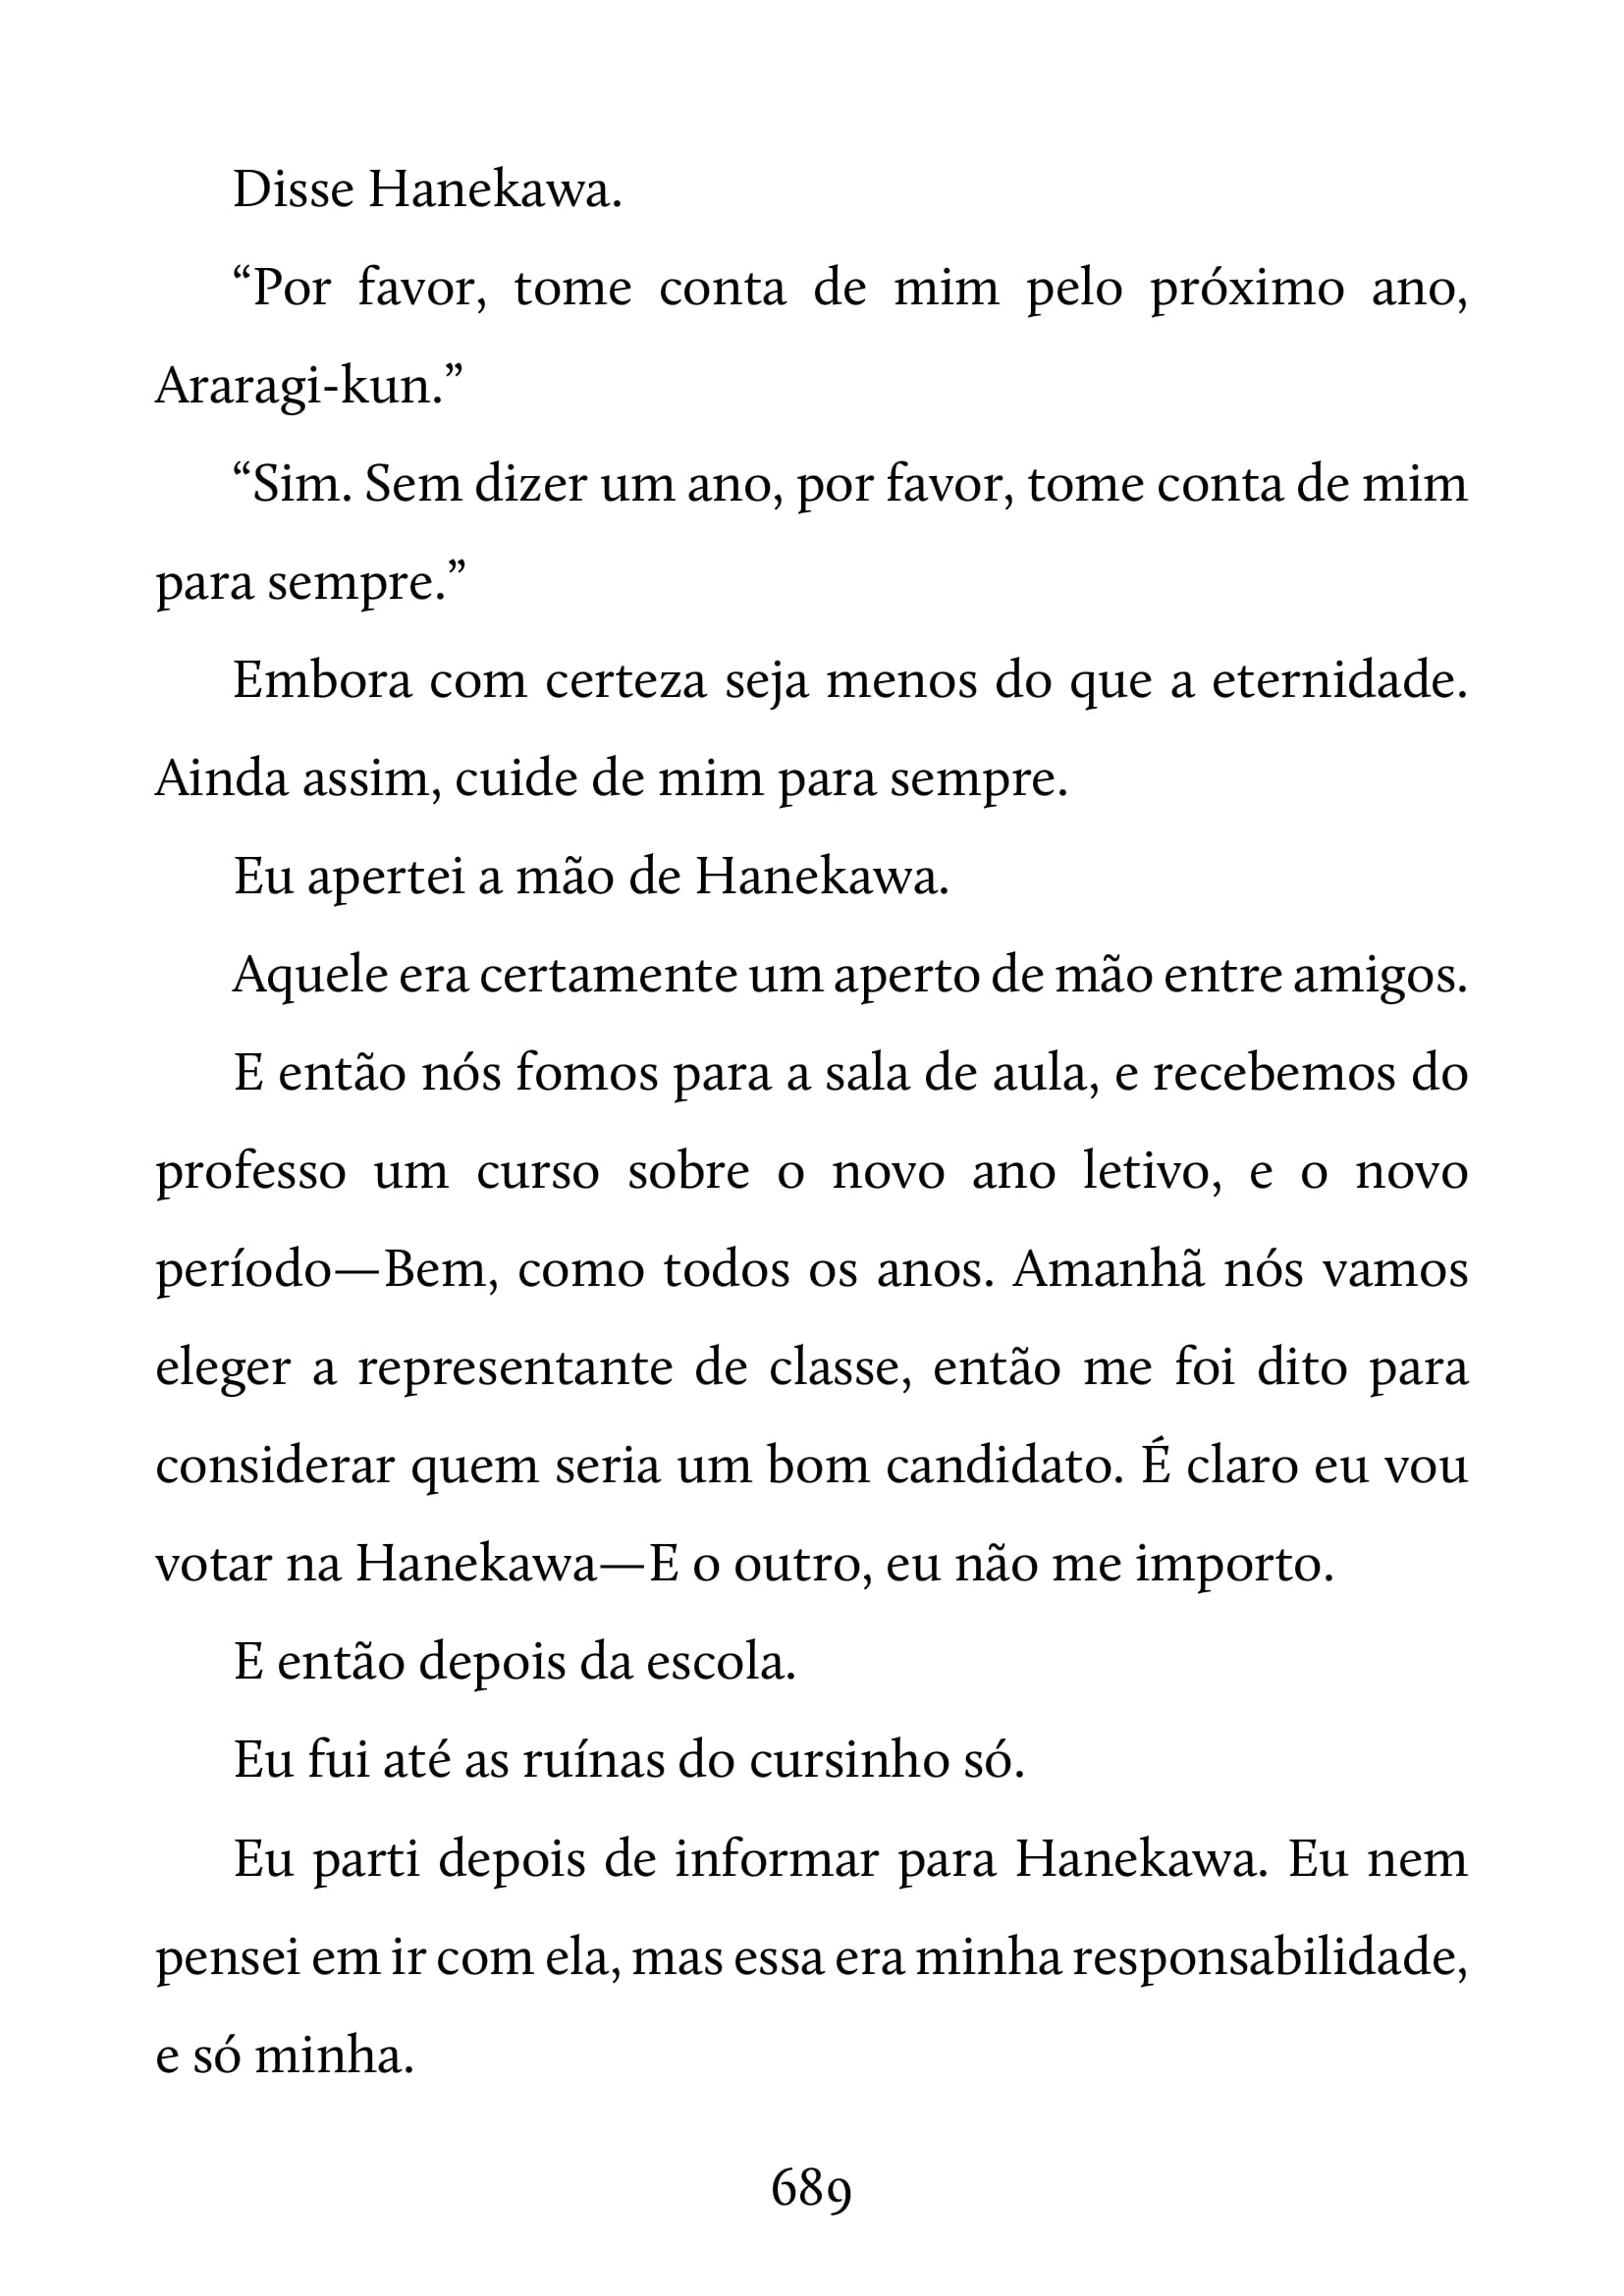 Disse Hanekawa.
“Por favor, tome conta de mim pelo próximo ano,
Araragi-kun.”
“Sim. Sem dizer um ano, por favor, tome conta de mim
para sempre.”
Embora com certeza seja menos do que a eternidade.
Ainda assim, cuide de mim para sempre.
Eu apertei a mão de Hanekawa.
Aquele era certamente um aperto de mão entre amigos.
E então nós fomos para a sala de aula, e recebemos do
professo um curso sobre o novo ano letivo, e o novo
período—Bem, como todos os anos. Amanhã nós vamos
eleger a representante de classe, então me foi dito para
considerar quem seria um bom candidato. É claro eu vou
votar na Hanekawa—E o outro, eu não me importo.
E então depois da escola.
Eu fui até as ruínas do cursinho só.
Eu parti depois de informar para Hanekawa. Eu nem
pensei em ir com ela, mas essa era minha responsabilidade,
e só minha.
689